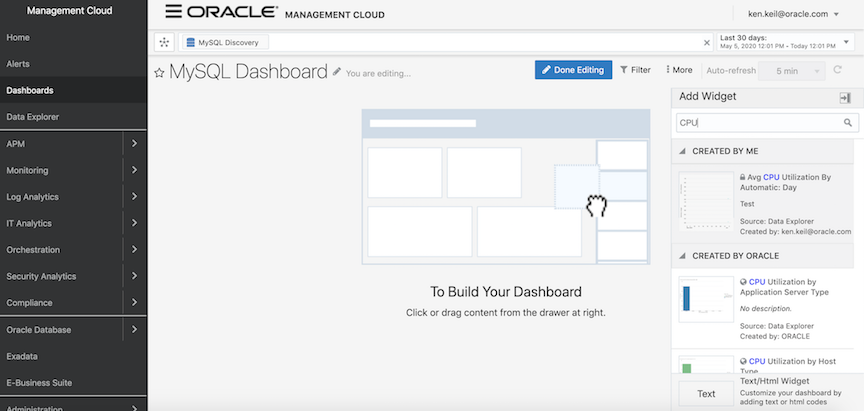 Management Cloud
Home
Alerts
Dashboards
Data Explorer
APM
Monitoring
Log Analytics
IT Analytics
Orchestration
Security Analytics
Compliance
Oracle Database
Exadata
E-Business Suite
Administration
ORACLE® MANAGEMENT CLOUD
ken.keil@oracle.com
MySQL Discovery
Last 30 days:
May 5, 2020 12:01 PM - Today 12:01 PM
MySQL Dashboard
You are editing...
Done Editing
Filter
More
Auto-refresh
5 min
To Build Your Dashboard
Click or drag content from the drawer at right.
Add Widget
CPU
CREATED BY ME
Avg CPU Utilization By
Automatic: Day
Test
Source: Data Explorer
Created by: ken.keil@oracle.com
CREATED BY ORACLE
CPU Utilization by
Application Server Type
No description.
Source: Data Explorer
Created by: ORACLE
CPU Utilization by Host
Type
Text
Text/Html Widget
Customize your dashboard by
adding text or html codes